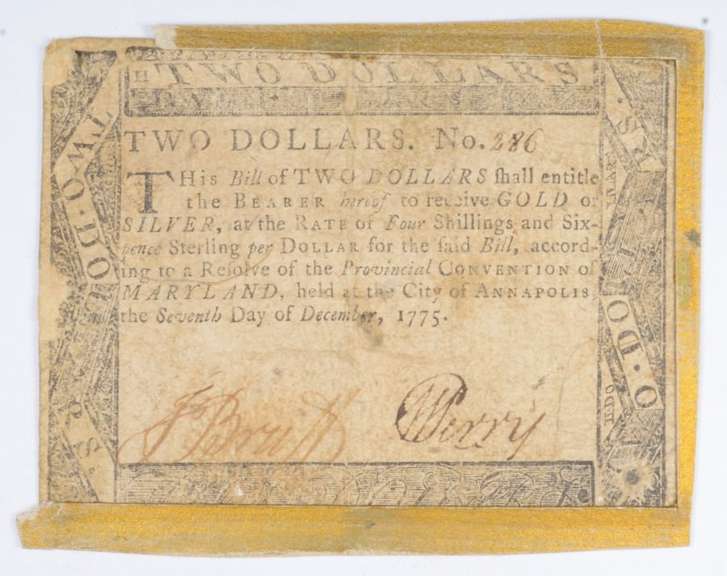 TWO DOLLARS
TWO DOLLARS. No. 286
THis Bill of TWO DOLLARS ſhall entitle
the BEARER hereof to receive GOLD or
SILVER, at the RATE of Four Shillings and Six-
pence Sterling per DOLLAR for the ſaid Bill, accord-
ing to a Reſolve of the Provincial CONVENTION of
MARYLAND, held at the City of ANNAPOLIS,
the Seventh Day of December, 1775.